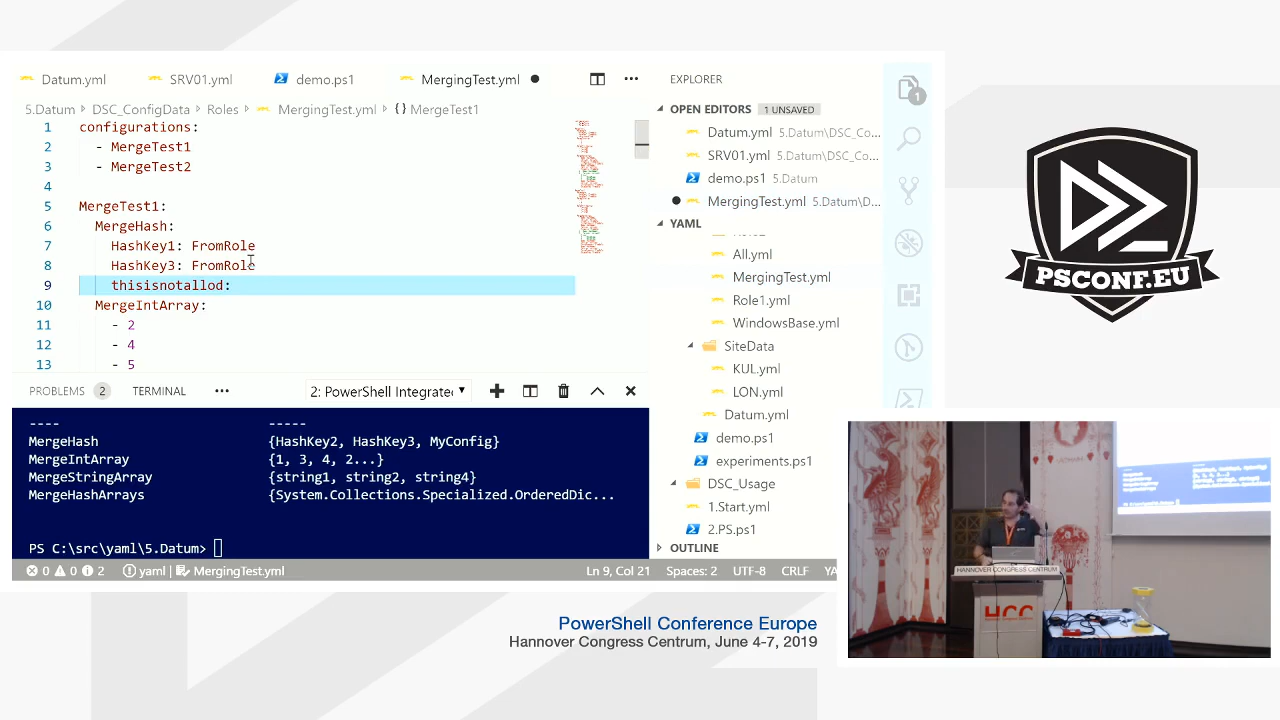 Datum.yml
SRV01.yml
demo.ps1
MergingTest.yml
5.Datum
DSC_ConfigData
Roles
MergingTest.yml
{} MergeTest1
1 configurations:
2 - MergeTest1
3 - MergeTest2
4
5 MergeTest1:
6 MergeHash:
7 HashKey1: FromRole
8 HashKey3: FromRole
9 thisisnotallod:
10 MergeIntArray:
11 - 2
12 - 4
13 - 5
PROBLEMS 2 TERMINAL ···
2: PowerShell Integrate
---- -----
MergeHash {HashKey2, HashKey3, MyConfig}
MergeIntArray {1, 3, 4, 2...}
MergeStringArray {string1, string2, string4}
MergeHashArrays {System.Collections.Specialized.OrderedDic...
PS C:\src\yaml\5.Datum>
0 0 2 yaml | MergingTest.yml
Ln 9, Col 21 Spaces: 2 UTF-8 CRLF YA
EXPLORER
OPEN EDITORS 1 UNSAVED
Datum.yml 5.Datum\DSC_Co...
SRV01.yml 5.Datum\DSC_Co...
demo.ps1 5.Datum
MergingTest.yml 5.Datum\D...
YAML
All.yml
MergingTest.yml
Role1.yml
WindowsBase.yml
SiteData
KUL.yml
LON.yml
Datum.yml
demo.ps1
experiments.ps1
DSC_Usage
1.Start.yml
2.PS.ps1
OUTLINE
1
PSCONF.EU
HANNOVER CONGRESS CENTRUM
HCC
PowerShell Conference Europe
Hannover Congress Centrum, June 4-7, 2019